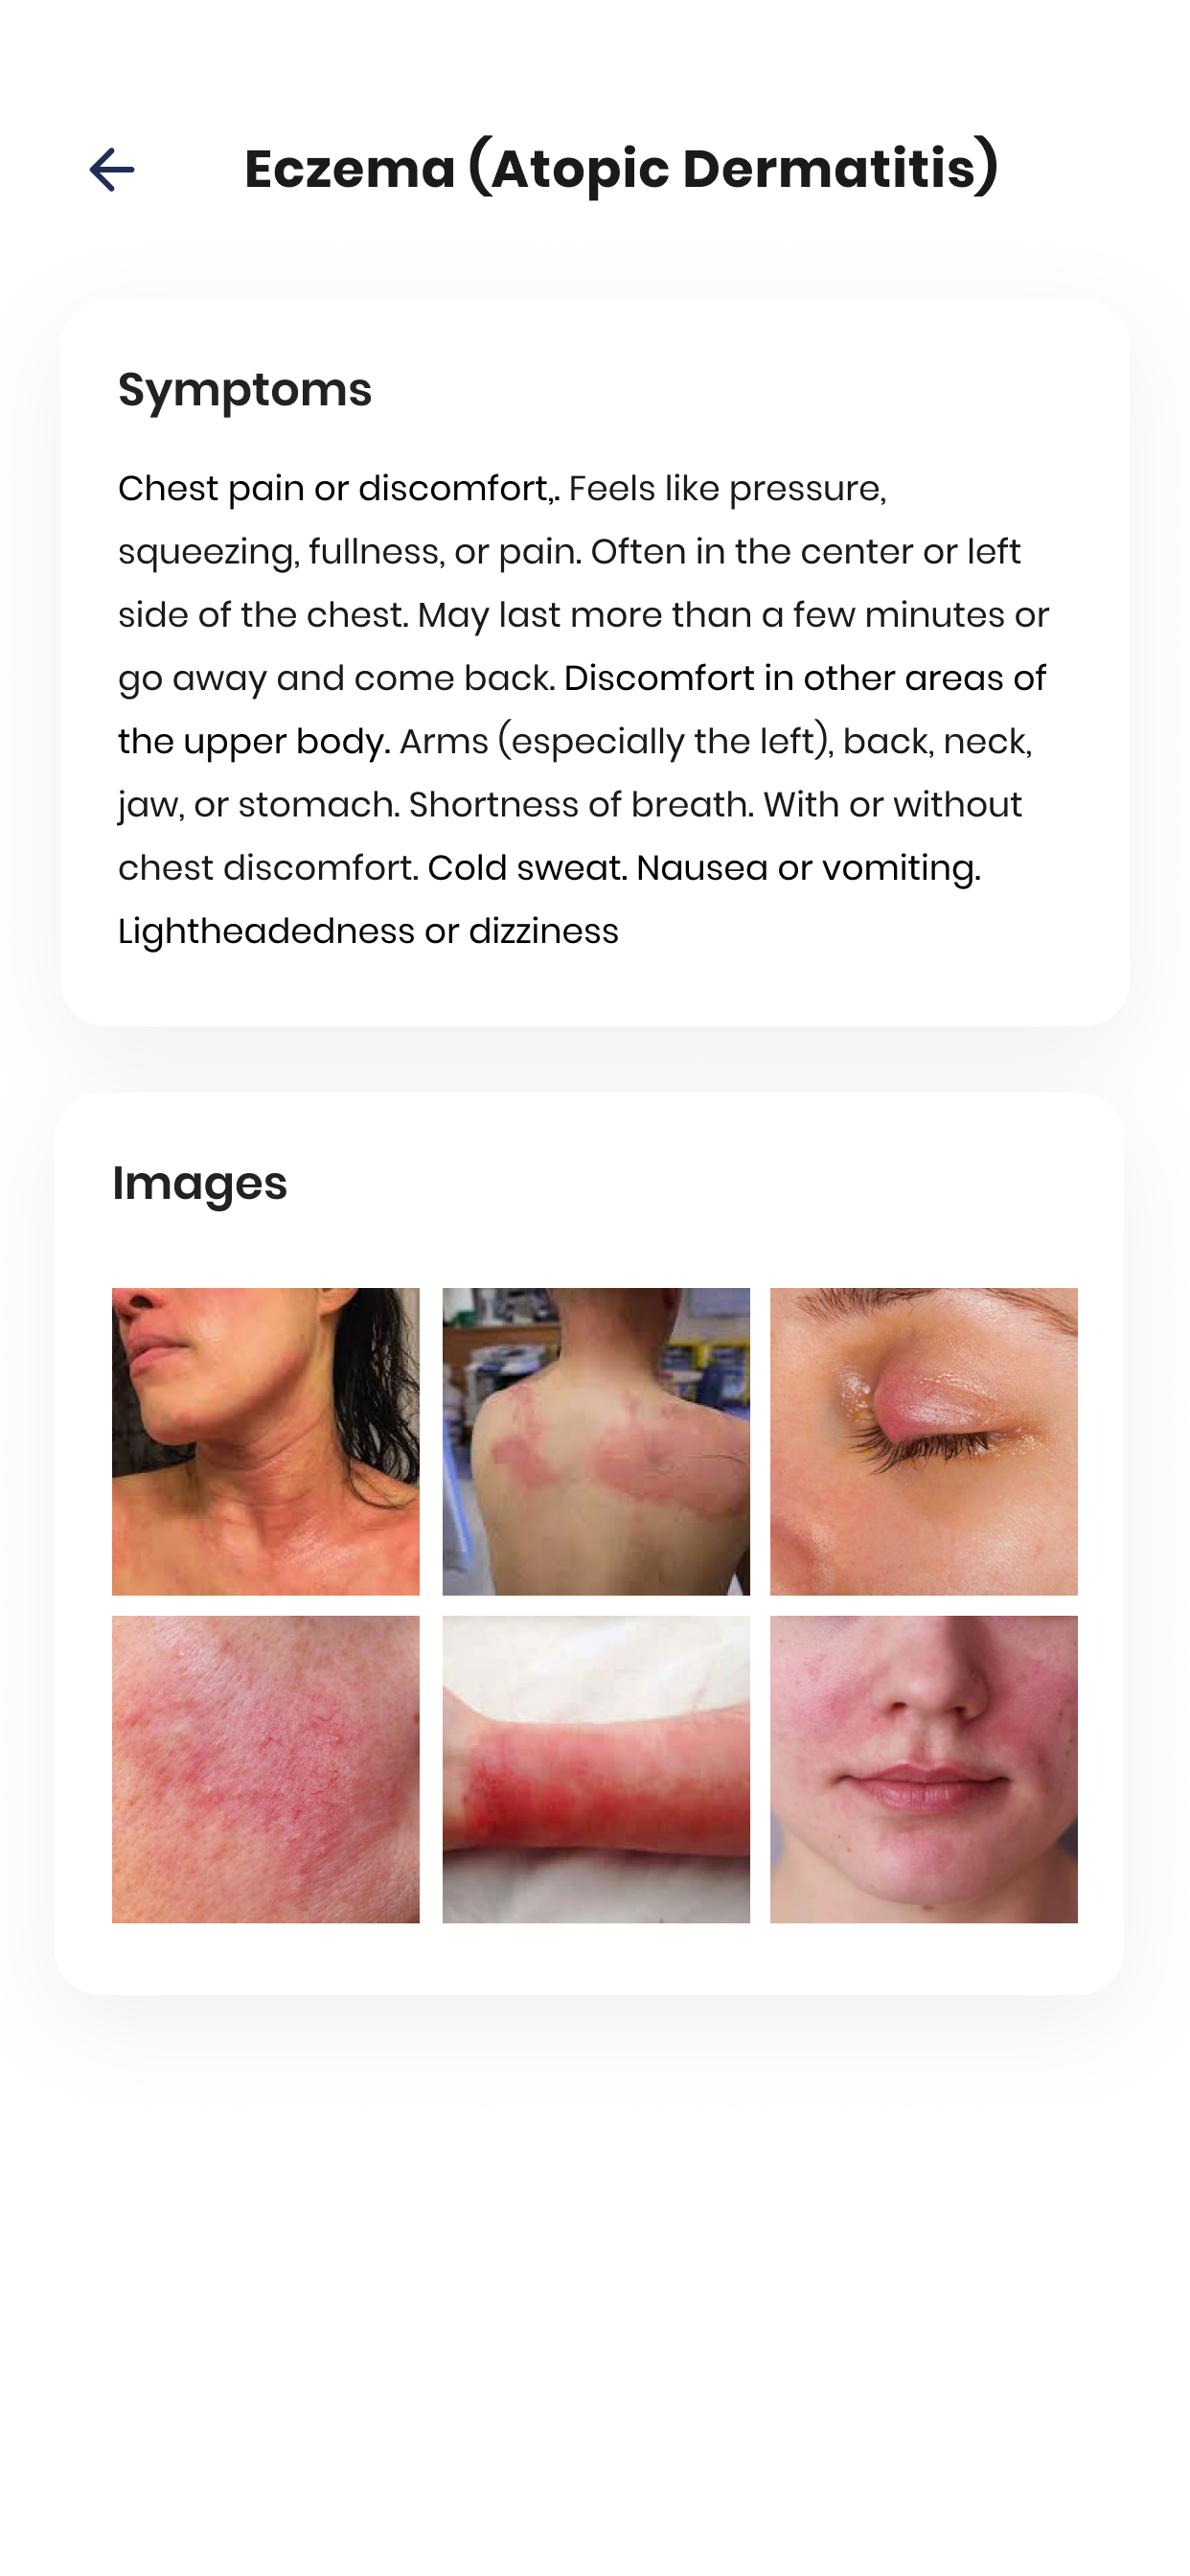 Eczema (Atopic Dermatitis)
Symptoms
Chest pain or discomfort,. Feels like pressure,
squeezing, fullness, or pain. Often in the center or left
side of the chest. May last more than a few minutes or
go away and come back. Discomfort in other areas of
the upper body. Arms (especially the left), back, neck,
jaw, or stomach. Shortness of breath. With or without
chest discomfort. Cold sweat. Nausea or vomiting.
Lightheadedness or dizziness
Images